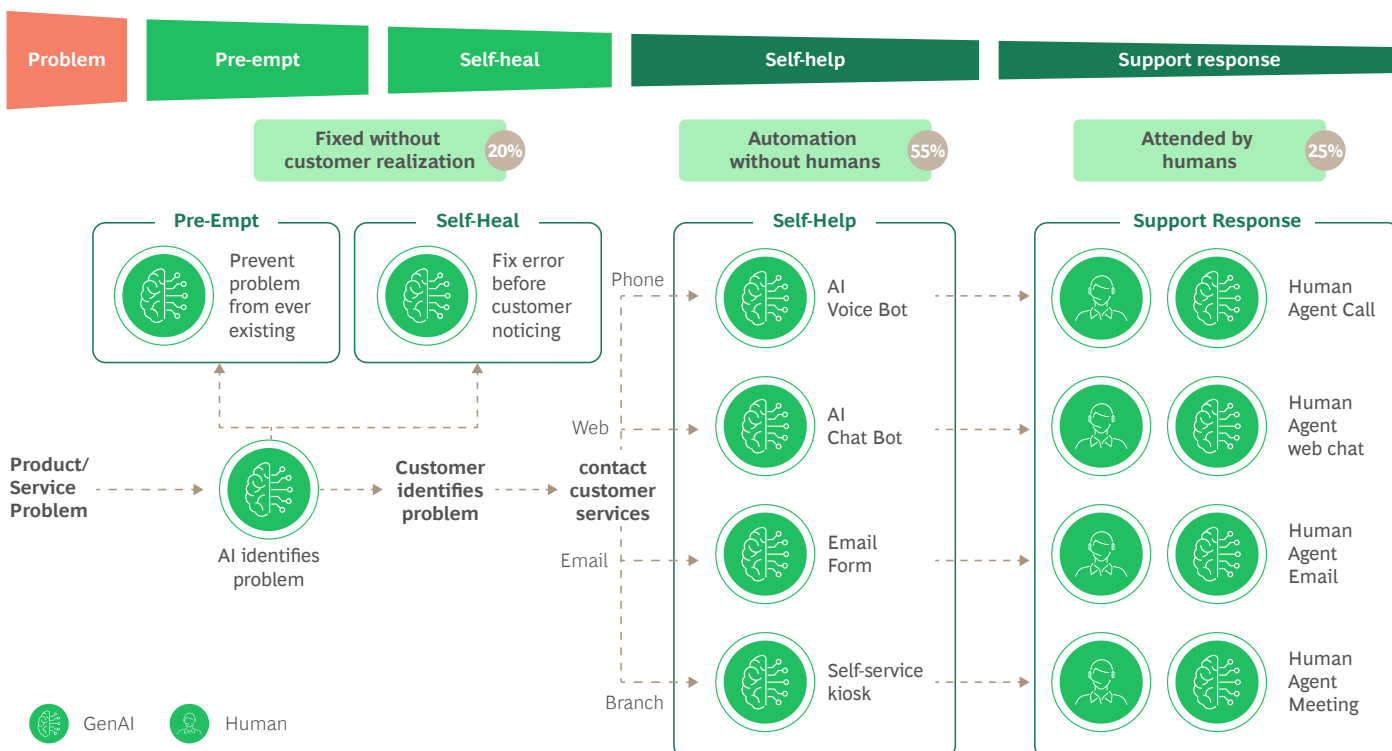 Problem
Pre-empt
Self-heal
Self-help
Support response
Fixed without
customer realization
20%
Automation
without humans
55%
Attended by
humans
25%
Pre-Empt
Prevent
problem
from ever
existing
Self-Heal
Fix error
before
customer
noticing
Product/
Service
Problem
AI identifies
problem
Customer
identifies
problem
contact
customer
services
Phone
Web
Email
Branch
Self-Help
AI
Voice Bot
AI
Chat Bot
Email
Form
Self-service
kiosk
Support Response
Human
Agent Call
Human
Agent
web chat
Human
Agent
Email
Human
Agent
Meeting
GenAI
Human